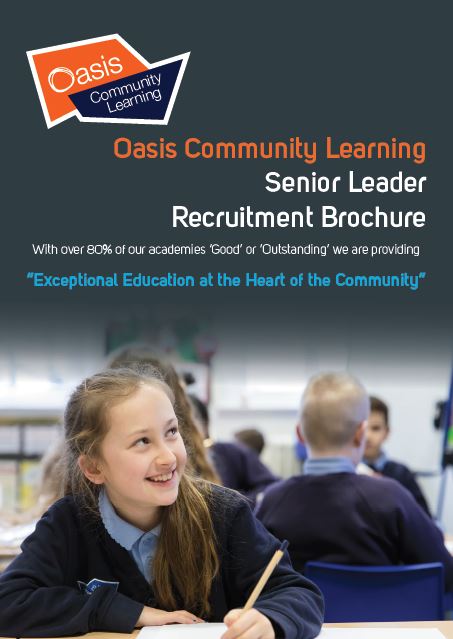 Oasis
Community
Learning
Oasis Community Learning
Senior Leader
Recruitment Brochure
With over 80% of our academies 'Good' or 'Outstanding' we are providing
"Exceptional Education at the Heart of the Community"